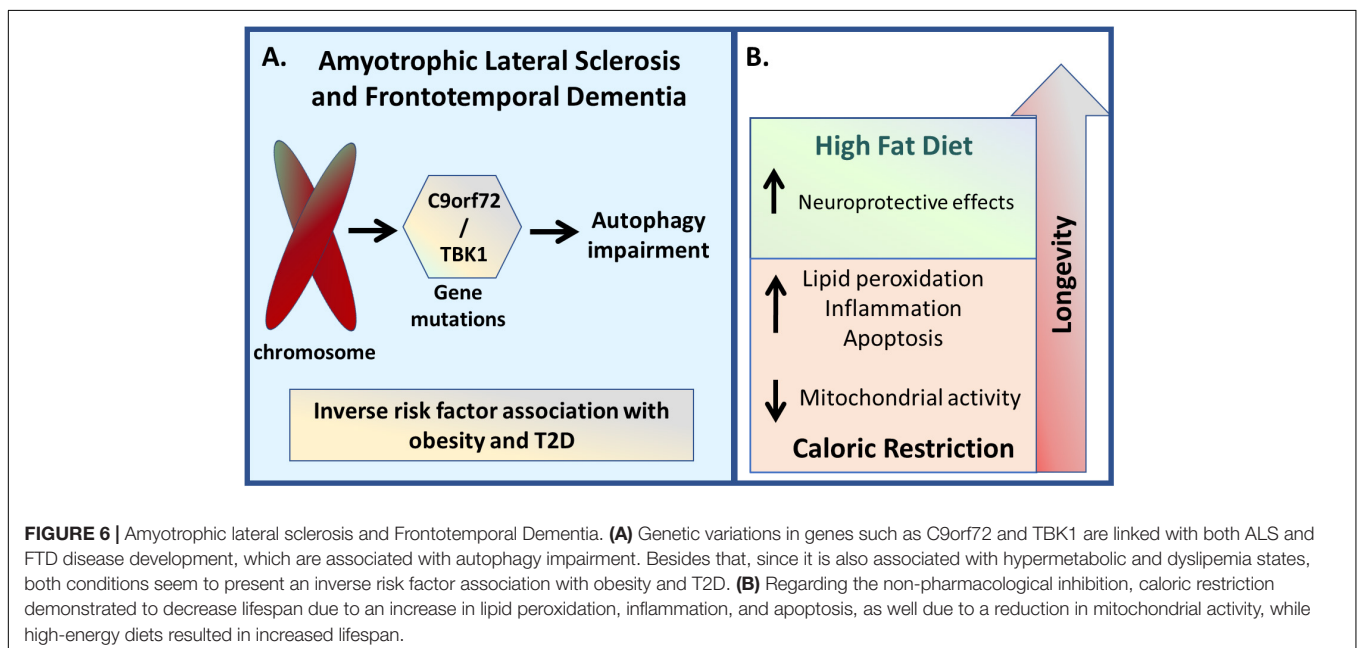 A.
Amyotrophic Lateral Sclerosis
and Frontotemporal Dementia
chromosome
C9orf72
/
TBK1
Gene
mutations
Autophagy
impairment
Inverse risk factor association with
obesity and T2D
B.
High Fat Diet
Neuroprotective effects
Lipid peroxidation
Inflammation
Apoptosis
Mitochondrial activity
Caloric Restriction
Longevity
FIGURE 6 | Amyotrophic lateral sclerosis and Frontotemporal Dementia. (A) Genetic variations in genes such as C9orf72 and TBK1 are linked with both ALS and
FTD disease development, which are associated with autophagy impairment. Besides that, since it is also associated with hypermetabolic and dyslipemia states,
both conditions seem to present an inverse risk factor association with obesity and T2D. (B) Regarding the non-pharmacological inhibition, caloric restriction
demonstrated to decrease lifespan due to an increase in lipid peroxidation, inflammation, and apoptosis, as well due to a reduction in mitochondrial activity, while
high-energy diets resulted in increased lifespan.